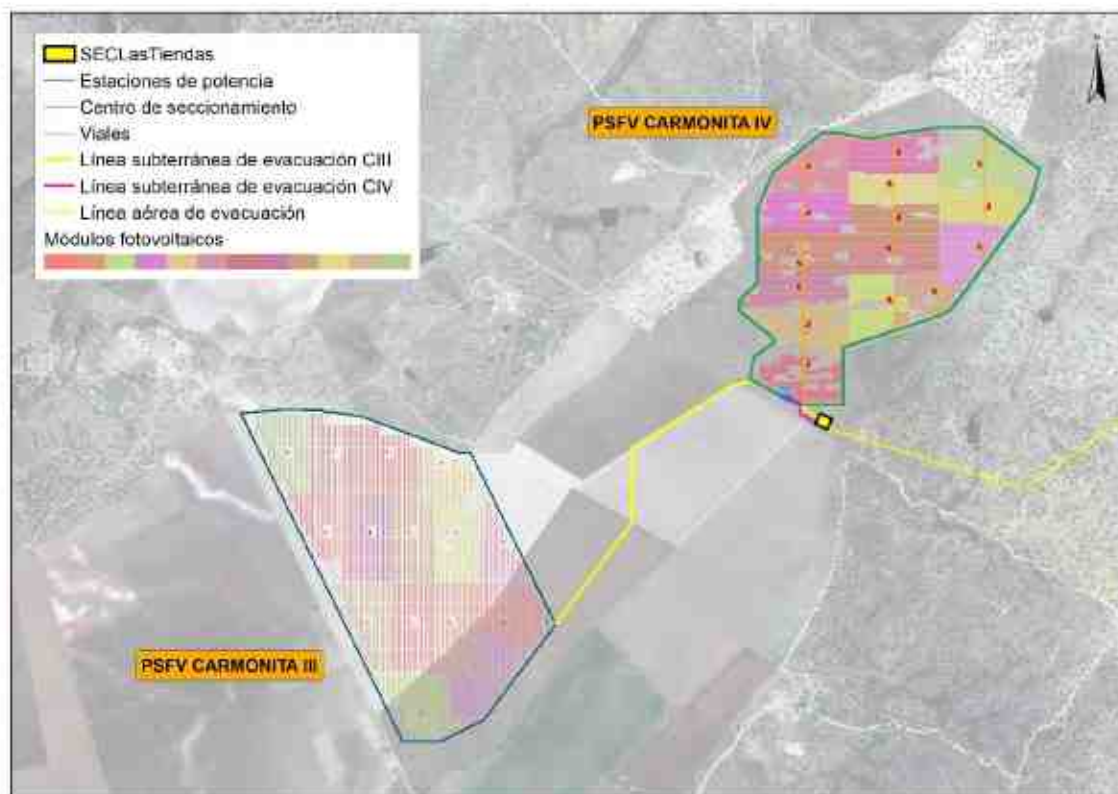 SECLasTiendas
Estaciones de potencia
Centro de seccionamiento
Viales
Línea subterránea de evacuación CIII
Línea subterránea de evacuación CIV
Línea aérea de evacuación
Módulos fotovoltaicos
PSFV CARMONITA IV
PSFV CARMONITA III